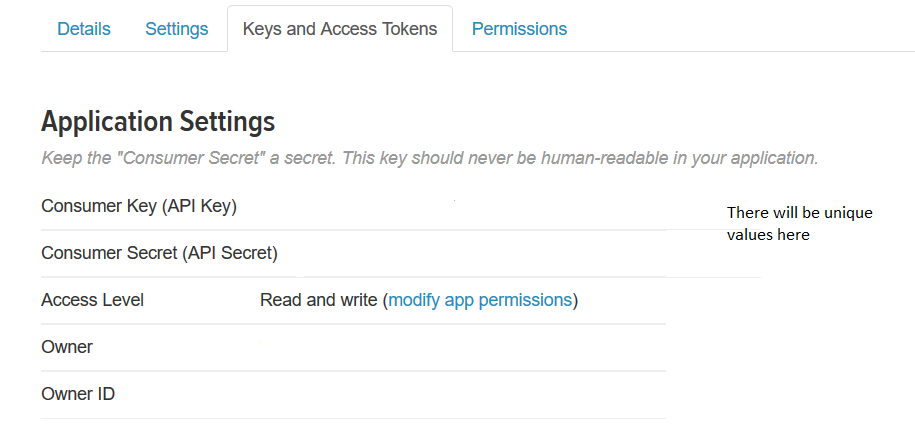 Details Settings Keys and Access Tokens Permissions
Application Settings
Keep the "Consumer Secret" a secret. This key should never be human-readable in your application.
Consumer Key (API Key)
There will be unique
values here
Consumer Secret (API Secret)
Access Level Read and write (modify app permissions)
Owner
Owner ID